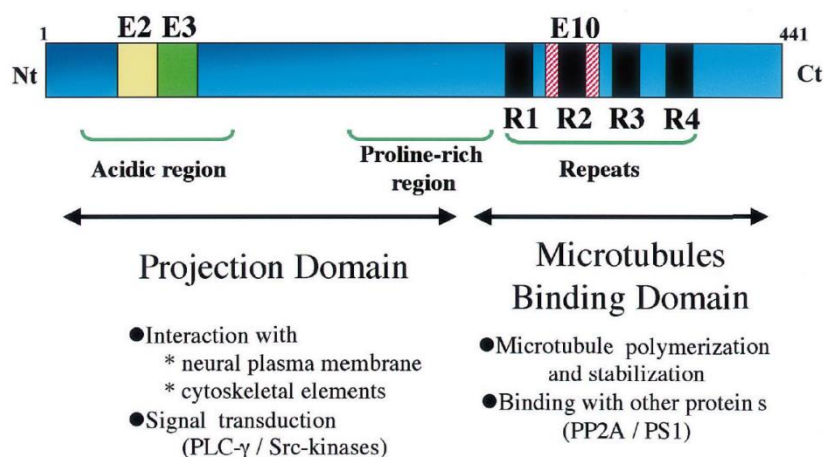 1 E2 E3 E10 441
Nt Ct
R1 R2 R3 R4
Acidic region
Proline-rich
region
Repeats
Projection Domain
●Interaction with
* neural plasma membrane
* cytoskeletal elements
●Signal transduction
(PLC-γ / Src-kinases)
Microtubules
Binding Domain
●Microtubule polymerization
and stabilization
●Binding with other protein s
(PP2A / PS1)